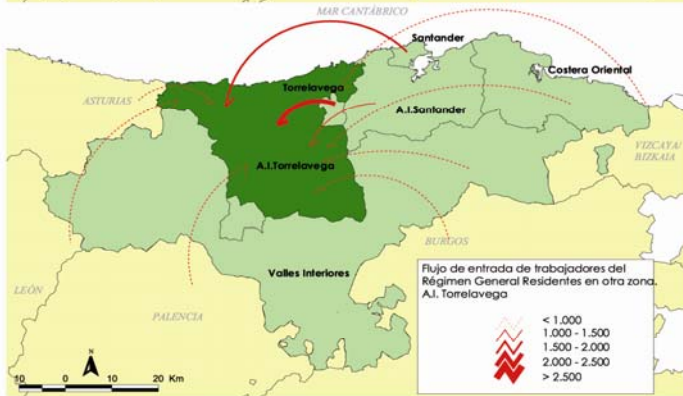 MAR CANTÁBRICO
Santander
Costera Oriental
Torrelavega
ASTURIAS
A.I.Santander
VIZCAYA/
BIZKAIA
A.I.Torrelavega
BURGOS
Valles Interiores
LEÓN
PALENCIA
Flujo de entrada de trabajadores del
Régimen General Residentes en otra zona.
A.I. Torrelavega
< 1.000
1.000 - 1.500
1.500 - 2.000
2.000 - 2.500
> 2.500
N
10 0 10 20 Km